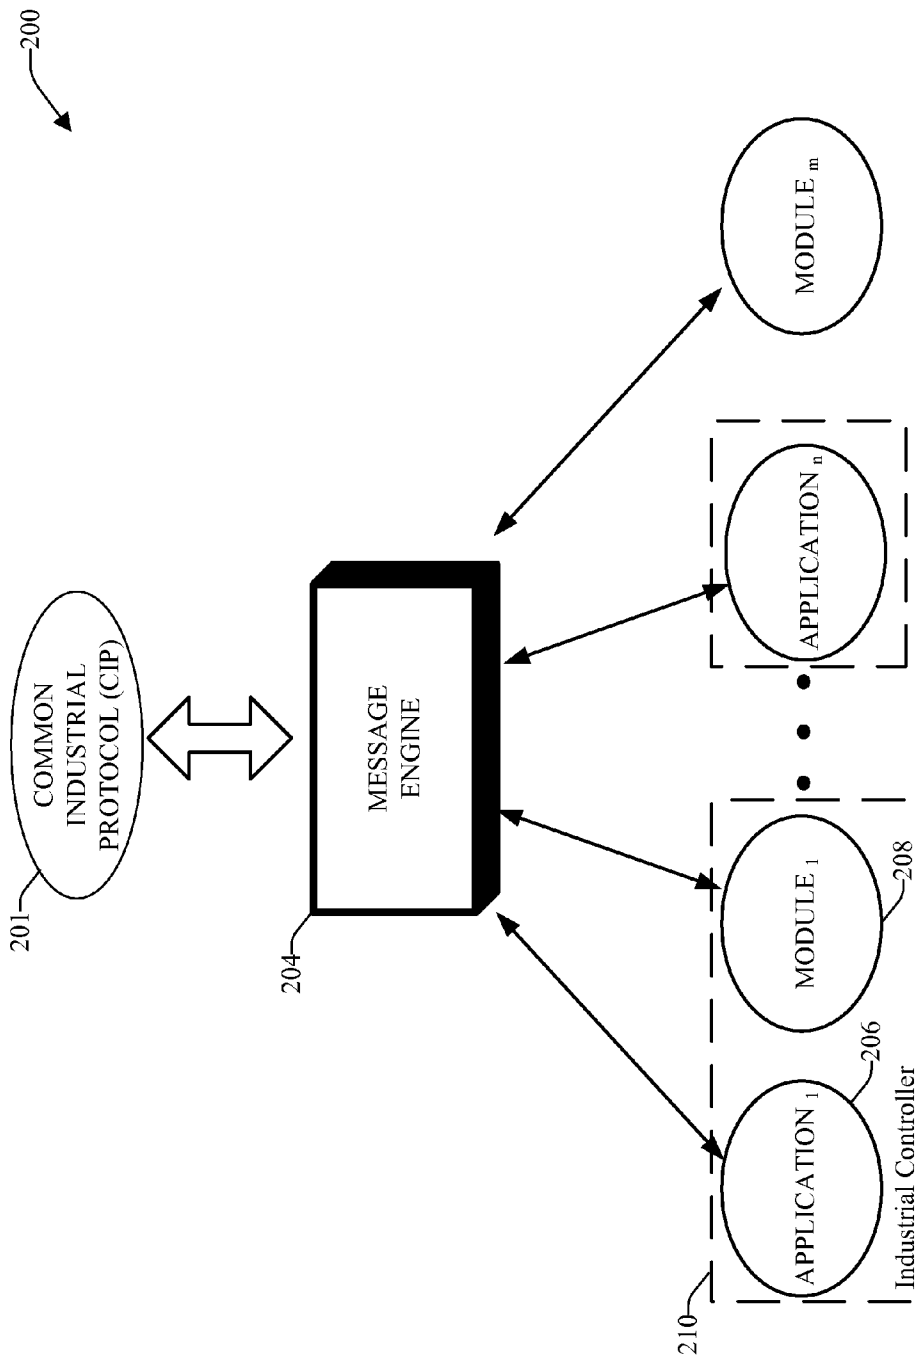 200
COMMON
INDUSTRIAL
PROTOCOL (CIP)
201
204
MESSAGE
ENGINE
210
APPLICATION 1
206
MODULE 1
208
APPLICATION n
MODULE m
Industrial Controller